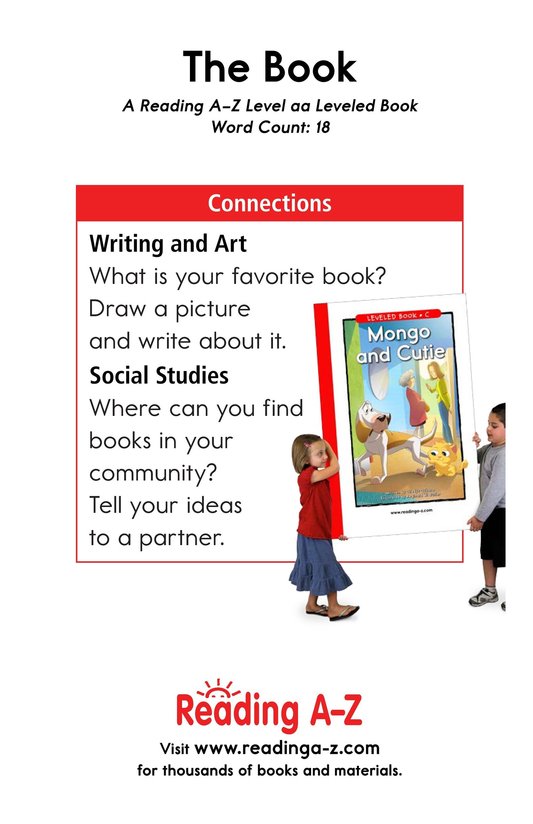 The Book
A Reading A–Z Level aa Leveled Book
Word Count: 18
Connections
Writing and Art
What is your favorite book?
Draw a picture
and write about it.
Social Studies
Where can you find
books in your
community?
Tell your ideas
to a partner.
LEVELED BOOK • C
Mongo
and Cutie
www.readinga-z.com
Reading A–Z
Visit www.readinga-z.com
for thousands of books and materials.